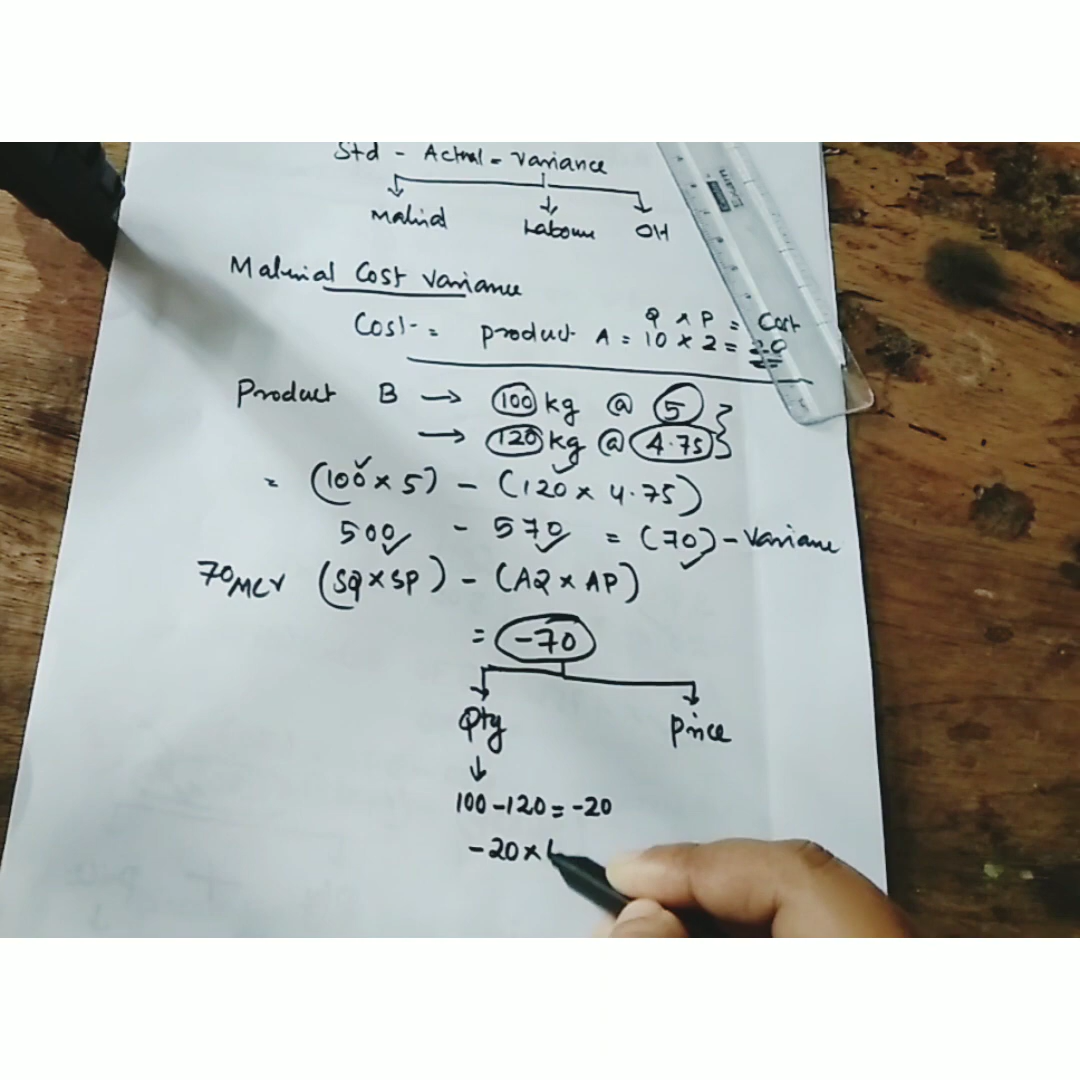 Std - Actual = Variance
Material Labour OH
Material Cost Variance
Q × P = Cost
Cost = product A = 10 × 2 = 20
Product B → 100 kg @ 5
→ 120 kg @ 4.75
= (100 × 5) - (120 × 4.75)
500 - 570 = (70) - Variance
70 MCV (SQ × SP) - (AQ × AP)
= -70
Qty Price
100 - 120 = -20
-20 ×